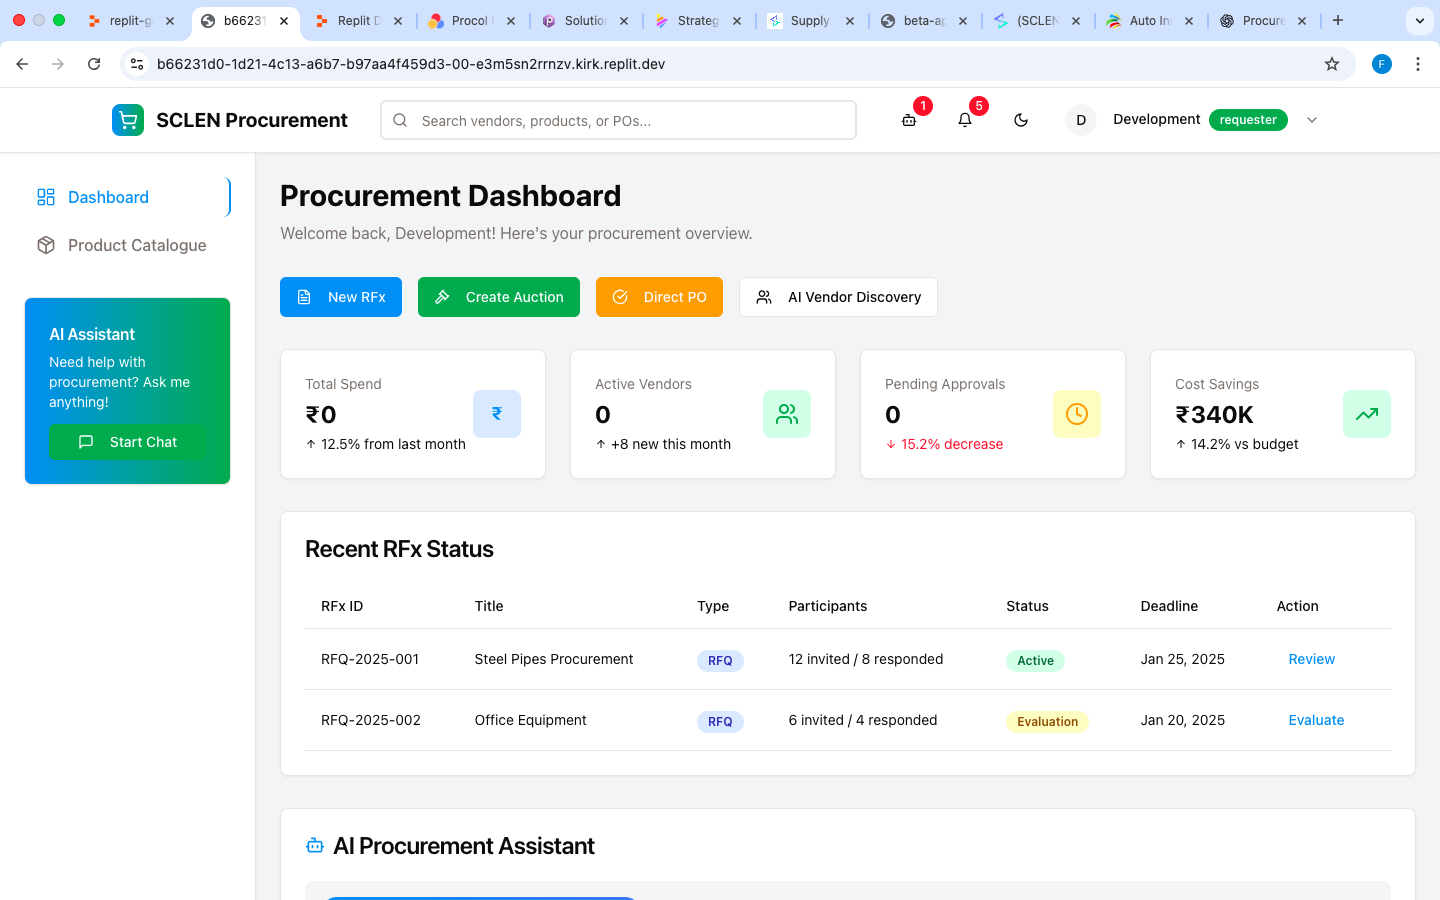 replit-g
b66231
Replit D
Procol
Solution
Strateg
Supply
beta-ap
(SCLEN
Auto In
Procure
b66231d0-1d21-4c13-a6b7-b97aa4f459d3-00-e3m5sn2rrnzv.kirk.replit.dev
F
SCLEN Procurement
Search vendors, products, or POs...
1
5
D
Development
requester
Dashboard
Product Catalogue
AI Assistant
Need help with
procurement? Ask me
anything!
Start Chat
Procurement Dashboard
Welcome back, Development! Here's your procurement overview.
New RFx
Create Auction
Direct PO
AI Vendor Discovery
Total Spend
₹0
₹
↑ 12.5% from last month
Active Vendors
0
↑ +8 new this month
Pending Approvals
0
↓ 15.2% decrease
Cost Savings
₹340K
↑ 14.2% vs budget
Recent RFx Status
RFx ID Title Type Participants Status Deadline Action
RFQ-2025-001 Steel Pipes Procurement RFQ 12 invited / 8 responded Active Jan 25, 2025 Review
RFQ-2025-002 Office Equipment RFQ 6 invited / 4 responded Evaluation Jan 20, 2025 Evaluate
AI Procurement Assistant